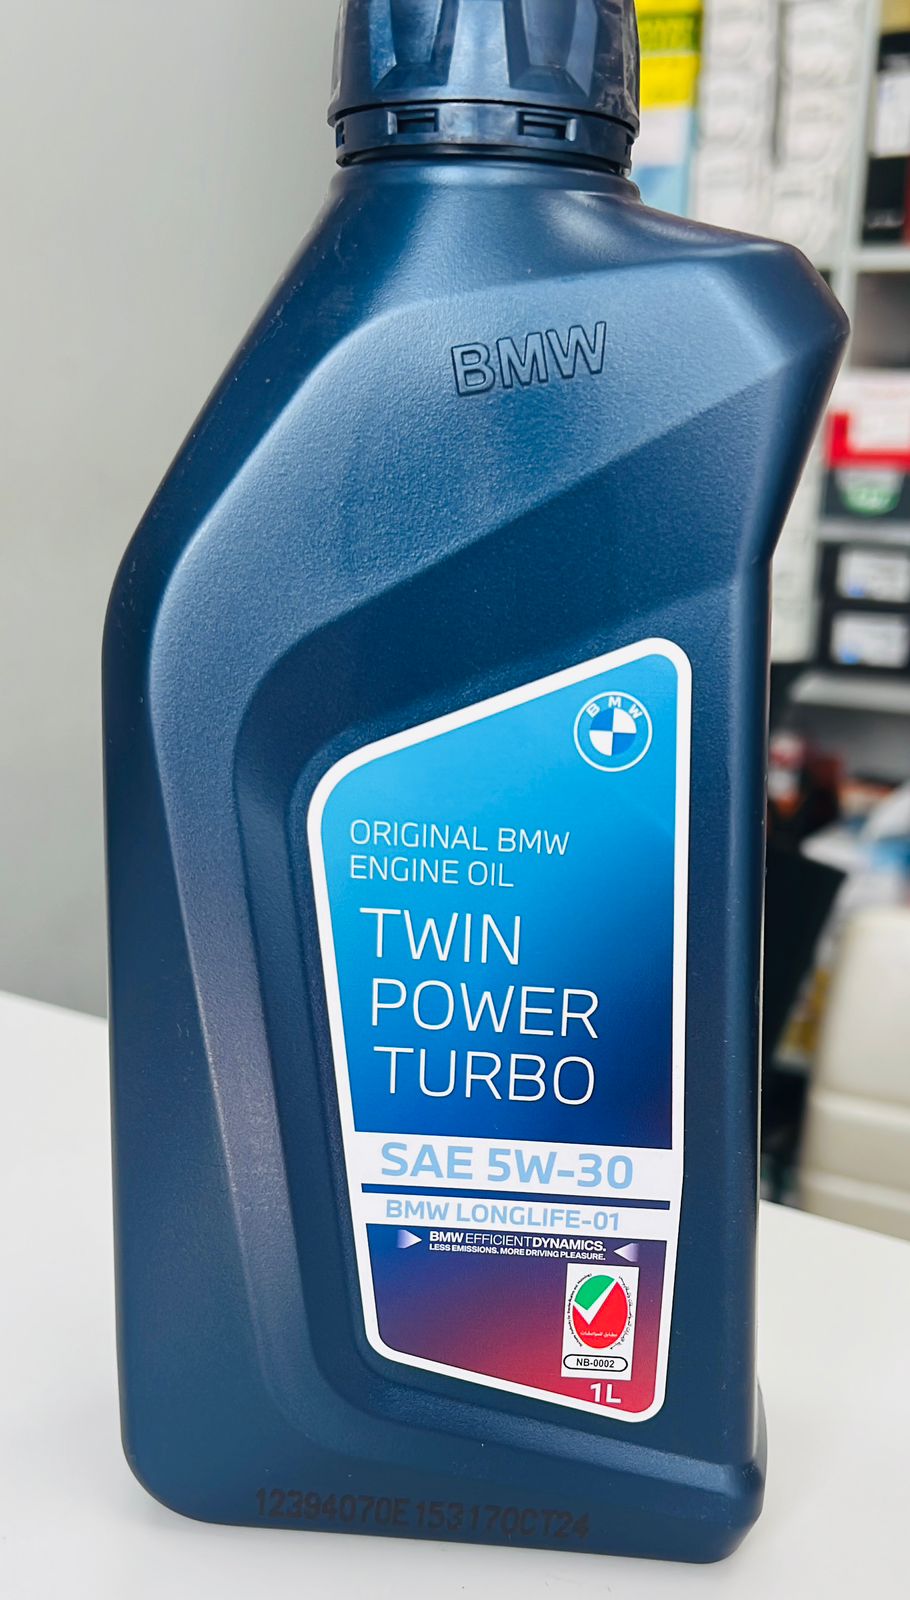 BMW
BMW
ORIGINAL BMW
ENGINE OIL
TWIN
POWER
TURBO
SAE 5W-30
BMW LONGLIFE-01
BMW EFFICIENTDYNAMICS.
LESS EMISSIONS. MORE DRIVING PLEASURE.
NB-0002
1L
12394070E153170CT24